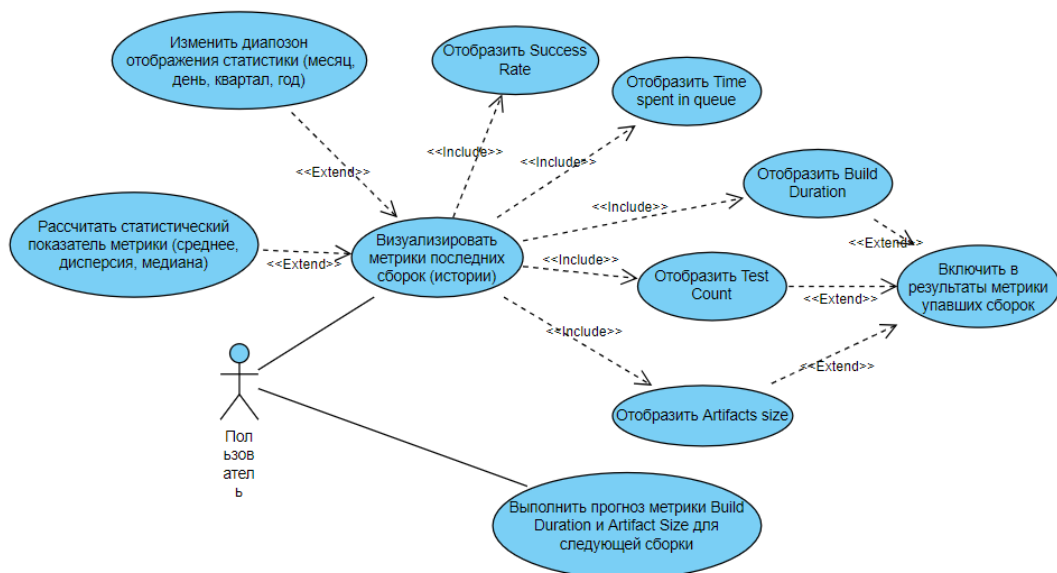 Изменить диапозон
отображения статистики (месяц,
день, квартал, год)
Отобразить Success
Rate
Отобразить Time
spent in queue
<<Extend>>
<<Include>>
<<Include>>
Отобразить Build
Duration
<<Include>>
Рассчитать статистический
показатель метрики (среднее,
дисперсия, медиана)
<<Extend>>
Визуализировать
метрики последних
сборок (истории)
<<Include>>
Отобразить Test
Count
<<Extend>>
<<Extend>>
Включить в
результаты метрики
упавших сборок
<<Include>>
<<Extend>>
Отобразить Artifacts size
Пол
ьзов
ател
ь
Выполнить прогноз метрики Build
Duration и Artifact Size для
следующей сборки